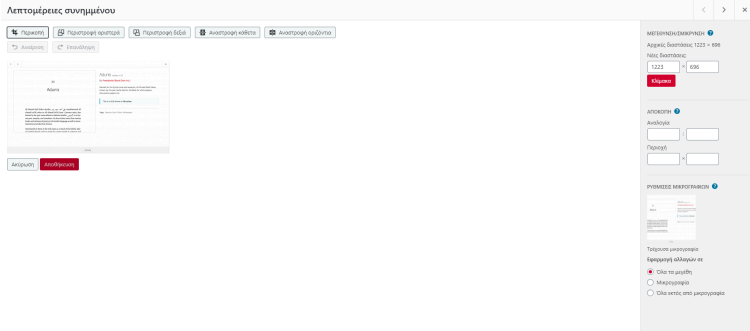 Λεπτομέρειες συνημμένου
Περικοπή
Περιστροφή αριστερά
Περιστροφή δεξιά
Αναστροφή κάθετα
Αναστροφή οριζόντια
Αναίρεση
Επανάληψη
Ακύρωση
Αποθήκευση
ΜΕΓΕΘΥΝΣΗ/ΣΜΙΚΡΥΝΣΗ
Αρχικές διαστάσεις 1223 × 696
Νέες διαστάσεις:
1223 × 696
Κλίμακα
ΑΠΟΚΟΠΗ
Αναλογία
:
Περιοχή
×
ΡΥΘΜΙΣΕΙΣ ΜΙΚΡΟΓΡΑΦΙΩΝ
Τρέχουσα μικρογραφία
Εφαρμογή αλλαγών σε
Όλα τα μεγέθη
Μικρογραφία
Όλα εκτός από μικρογραφία